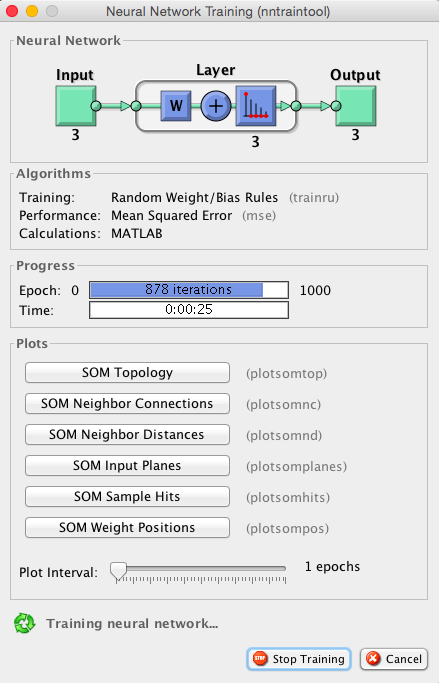 Neural Network Training (nntraintool)
Neural Network
Input
Layer
Output
W
3
3
3
Algorithms
Training: Random Weight/Bias Rules (trainru)
Performance: Mean Squared Error (mse)
Calculations: MATLAB
Progress
Epoch: 0 878 iterations 1000
Time: 0:00:25
Plots
SOM Topology (plotsomtop)
SOM Neighbor Connections (plotsomnc)
SOM Neighbor Distances (plotsomnd)
SOM Input Planes (plotsomplanes)
SOM Sample Hits (plotsomhits)
SOM Weight Positions (plotsompos)
Plot Interval: 1 epochs
Training neural network...
STOP Stop Training Cancel